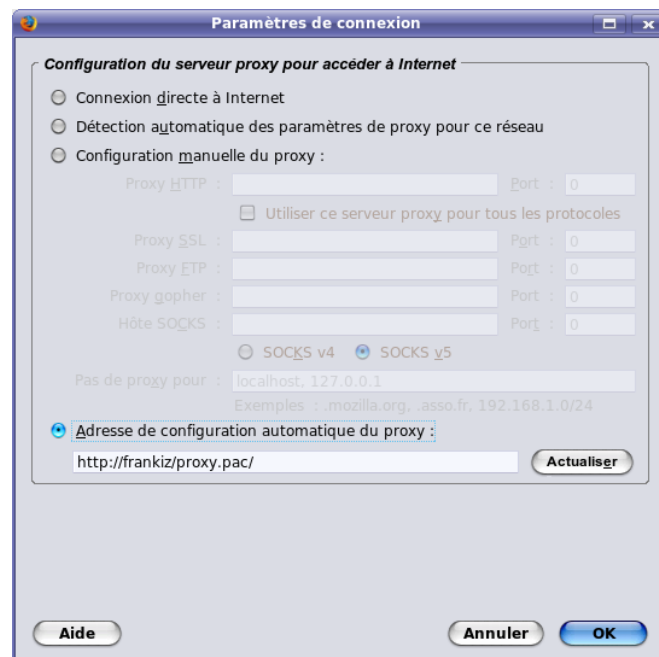 Paramètres de connexion
Configuration du serveur proxy pour accéder à Internet
Connexion directe à Internet
Détection automatique des paramètres de proxy pour ce réseau
Configuration manuelle du proxy :
Proxy HTTP : Port : 0
Utiliser ce serveur proxy pour tous les protocoles
Proxy SSL : Port : 0
Proxy FTP : Port : 0
Proxy gopher : Port : 0
Hôte SOCKS : Port : 0
SOCKS v4 SOCKS v5
Pas de proxy pour : localhost, 127.0.0.1
Exemples : .mozilla.org, .asso.fr, 192.168.1.0/24
Adresse de configuration automatique du proxy :
http://frankiz/proxy.pac/ Actualiser
Aide Annuler OK